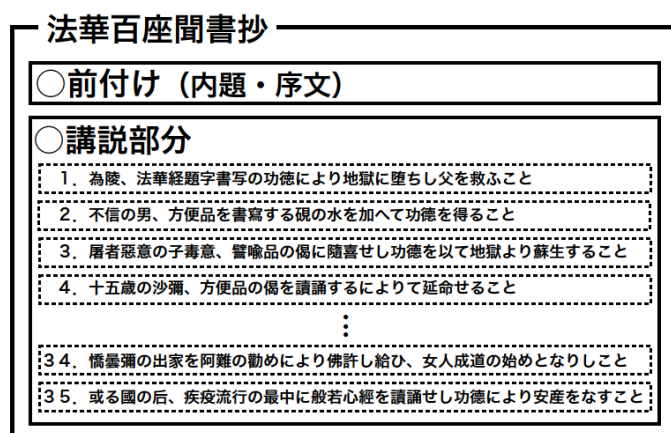 法華百座聞書抄
○前付け（内題・序文）
○講説部分
１．為陵、法華経題字書写の功徳により地獄に堕ちし父を救ふこと
２．不信の男、方便品を書寫する硯の水を加へて功徳を得ること
３．屠者惡意の子毒意、譬喩品の偈に隨喜せし功徳を以て地獄より蘇生すること
４．十五歳の沙彌、方便品の偈を讀誦するによりて延命せること
︙
３４．憍曇彌の出家を阿難の勸めにより佛許し給ひ、女人成道の始めとなりしこと
３５．或る國の后、疾疫流行の最中に般若心經を讀誦せし功徳により安産をなすこと